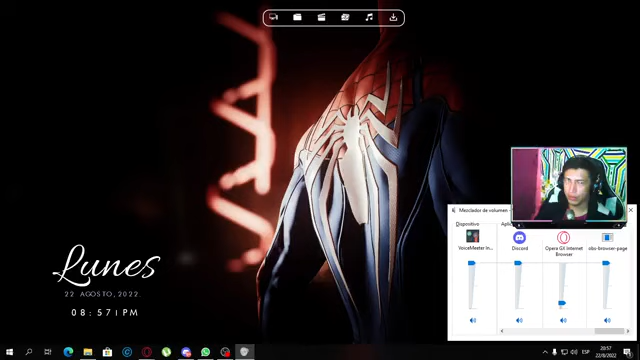 Lunes
22 AGOSTO, 2022.
08:57|PM
Mezclador de volumen -
Dispositivo
Aplic
VoiceMeeter In...
Discord
Opera GX Internet
Browser
obs-browser-page
ESP
20:57
22/8/2022